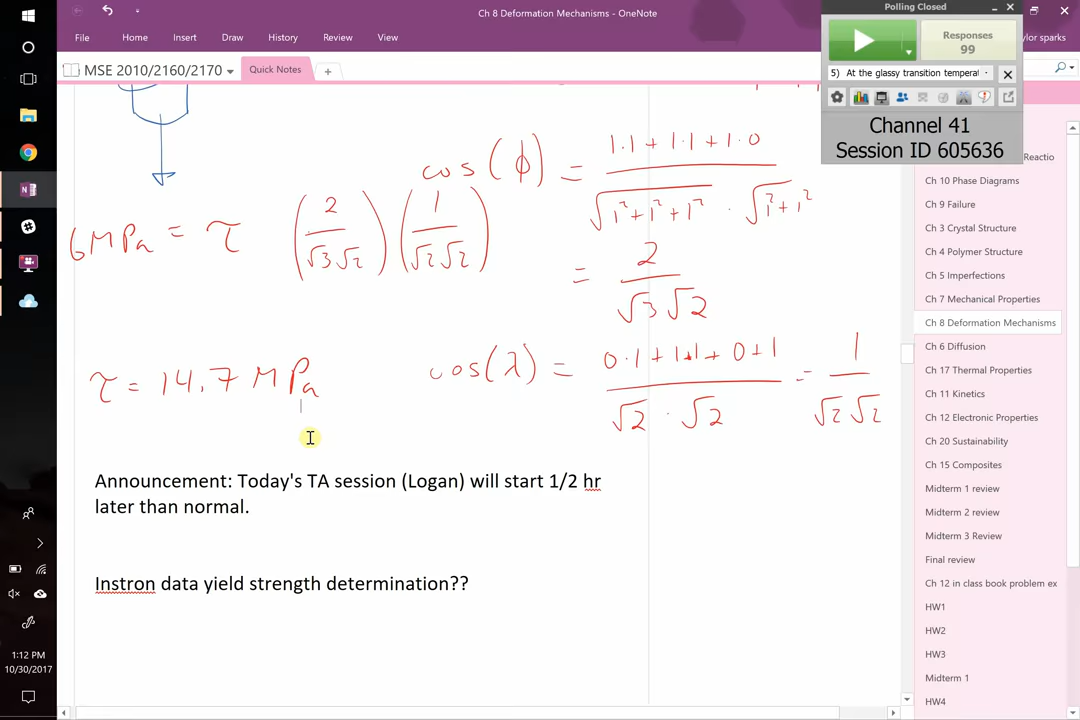 Ch 8 Deformation Mechanisms - OneNote
Polling Closed
ylor sparks
File Home Insert Draw History Review View
Responses
99
MSE 2010/2160/2170
Quick Notes
5) At the glassy transition temperat
Channel 41
Session ID 605636
cos(ϕ) = 1·1 + 1·1 + 1·0
√1²+1²+1² · √1²+1²
6MPa = τ (2/√3√2)(1/√2√2)
= 2/√3√2
τ = 14.7 MPa
cos(λ) = 0·1+1·1+0+1/√2 · √2 = 1/√2√2
Announcement: Today's TA session (Logan) will start 1/2 hr
later than normal.
Instron data yield strength determination??
Reactio
Ch 10 Phase Diagrams
Ch 9 Failure
Ch 3 Crystal Structure
Ch 4 Polymer Structure
Ch 5 Imperfections
Ch 7 Mechanical Properties
Ch 8 Deformation Mechanisms
Ch 6 Diffusion
Ch 17 Thermal Properties
Ch 11 Kinetics
Ch 12 Electronic Properties
Ch 20 Sustainability
Ch 15 Composites
Midterm 1 review
Midterm 2 review
Midterm 3 Review
Final review
Ch 12 in class book problem ex
HW1
HW2
HW3
Midterm 1
HW4
1:12 PM
10/30/2017